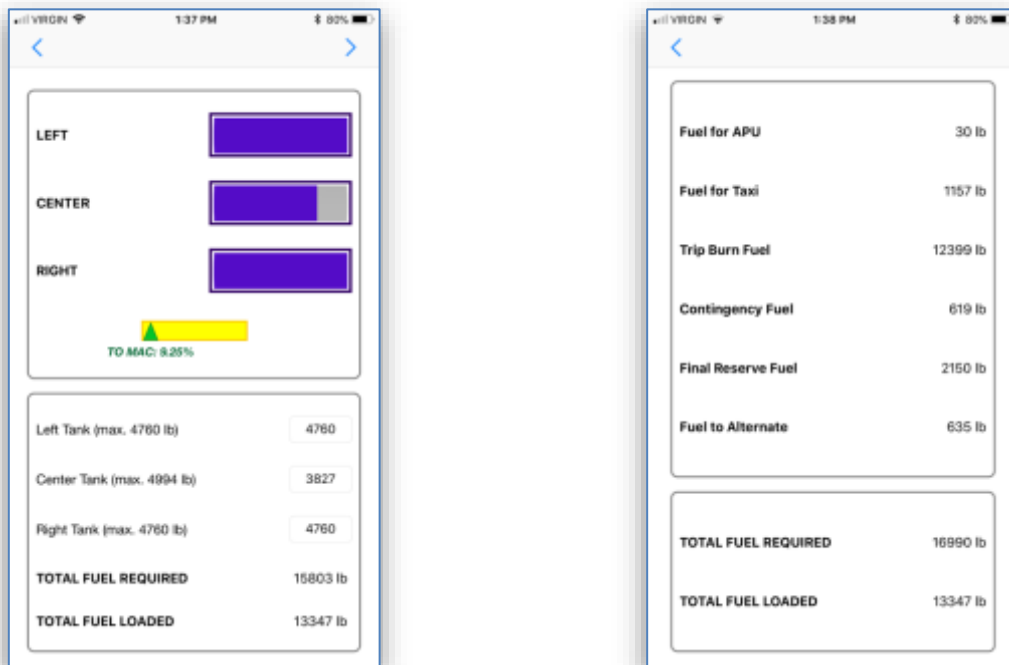 VIRGIN 1:37 PM 80%
LEFT
CENTER
RIGHT
TO MAC: 9.25%
Left Tank (max. 4760 lb) 4760
Center Tank (max. 4994 lb) 3827
Right Tank (max. 4760 lb) 4760
TOTAL FUEL REQUIRED 15803 lb
TOTAL FUEL LOADED 13347 lb
VIRGIN 1:38 PM 80%
Fuel for APU 30 lb
Fuel for Taxi 1157 lb
Trip Burn Fuel 12399 lb
Contingency Fuel 619 lb
Final Reserve Fuel 2150 lb
Fuel to Alternate 635 lb
TOTAL FUEL REQUIRED 16990 lb
TOTAL FUEL LOADED 13347 lb